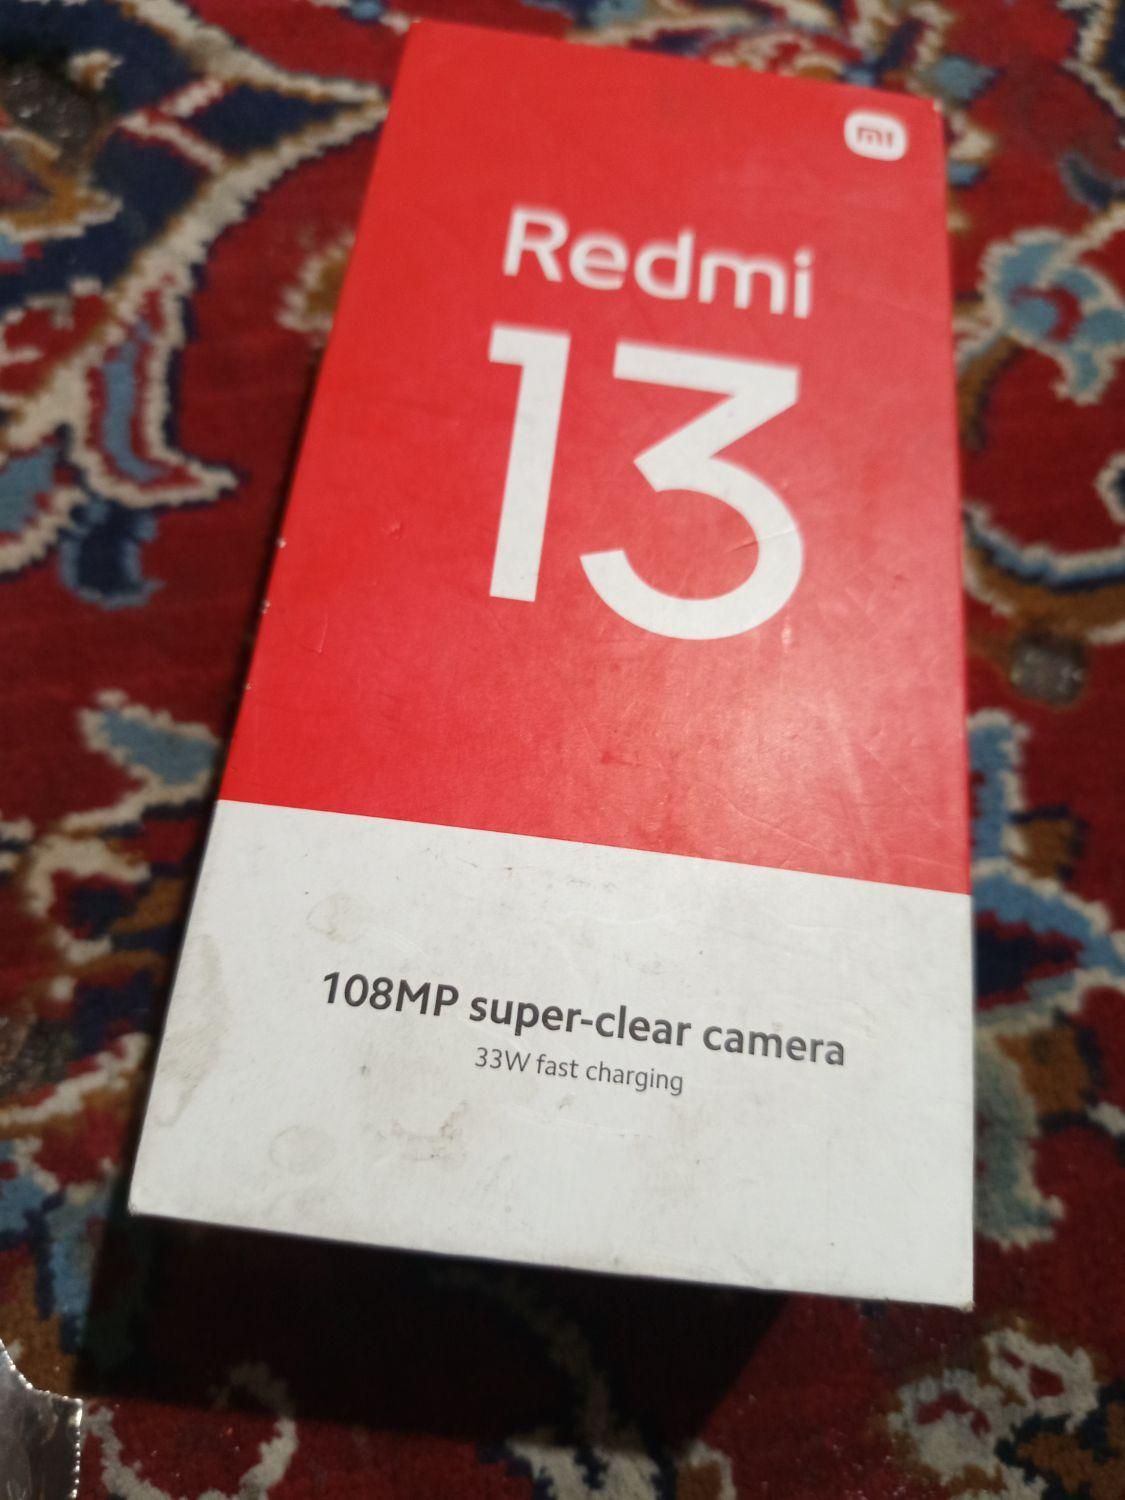 mi
Redmi
13
108MP super-clear camera
33W fast charging